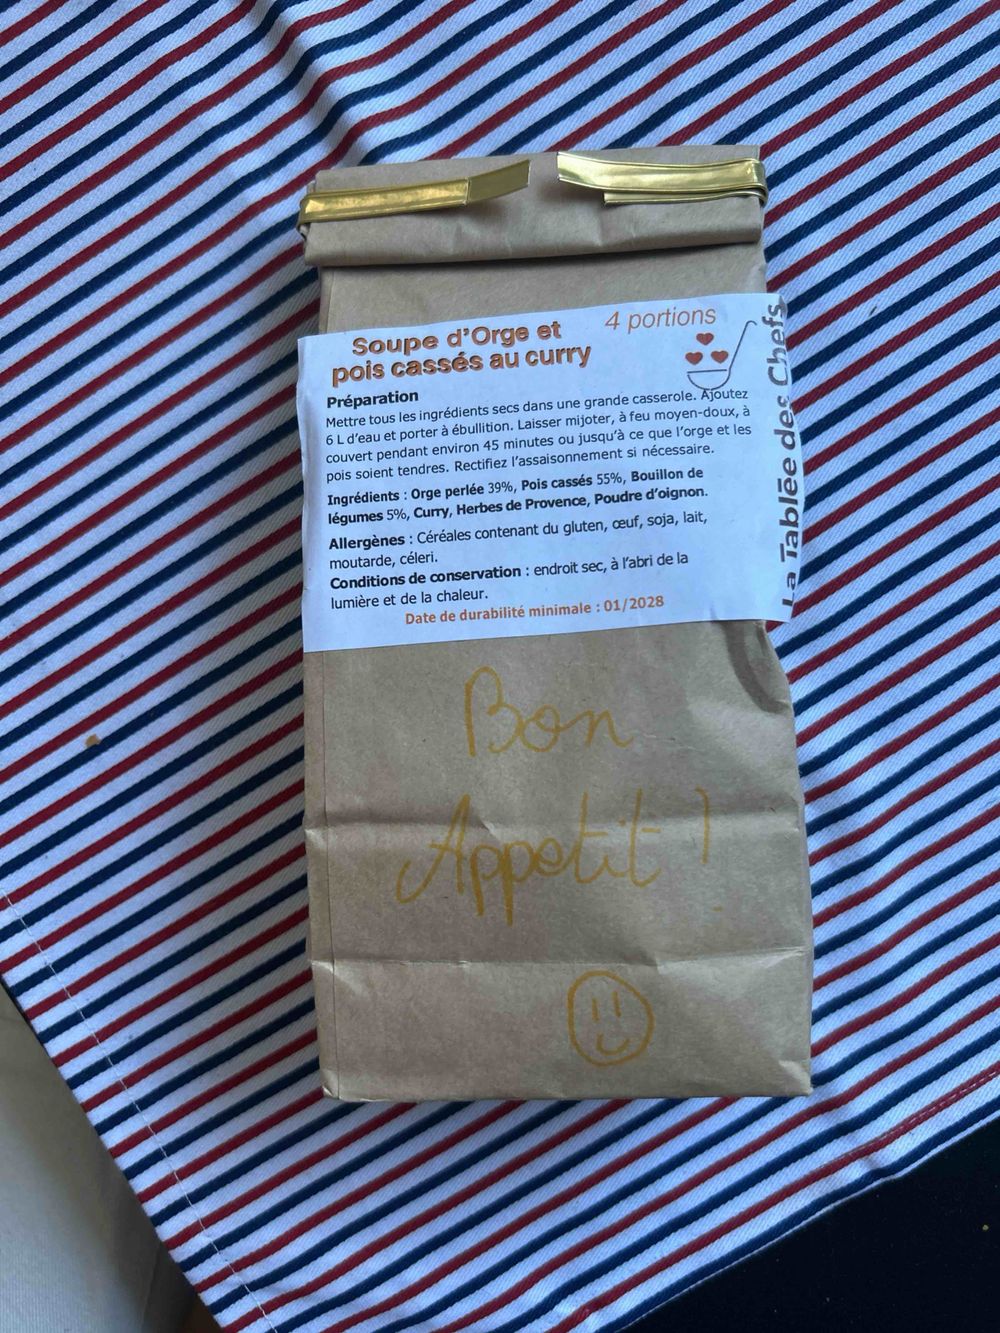 Soupe d'Orge et
pois cassés au curry
4 portions
Préparation
Mettre tous les ingrédients secs dans une grande casserole. Ajoutez
6 L d'eau et porter à ébullition. Laisser mijoter, à feu moyen-doux, à
couvert pendant environ 45 minutes ou jusqu'à ce que l'orge et les
pois soient tendres. Rectifiez l'assaisonnement si nécessaire.
Ingrédients : Orge perlée 39%, Pois cassés 55%, Bouillon de
légumes 5%, Curry, Herbes de Provence, Poudre d'oignon.
Allergènes : Céréales contenant du gluten, œuf, soja, lait,
moutarde, céleri.
Conditions de conservation : endroit sec, à l'abri de la
lumière et de la chaleur.
Date de durabilité minimale : 01/2028
La Tablée des Chefs
Bon
Appetit !